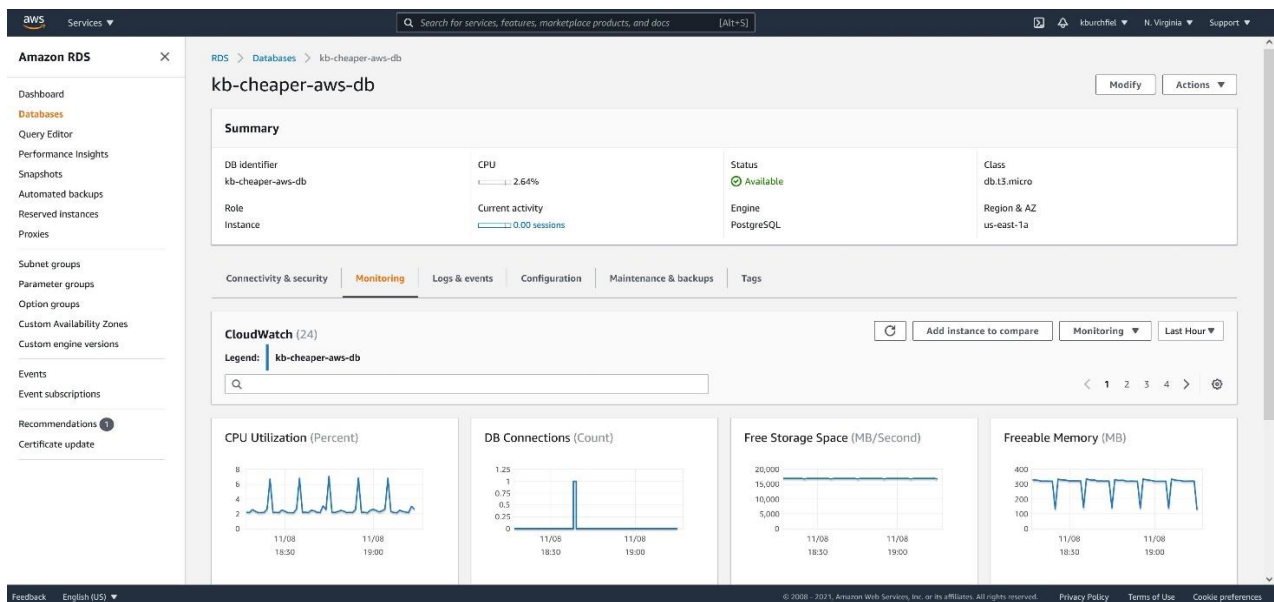 aws Services ▼ Search for services, features, marketplace products, and docs [Alt+S] kburchfiel ▼ N. Virginia ▼ Support ▼
Amazon RDS
Dashboard
Databases
Query Editor
Performance Insights
Snapshots
Automated backups
Reserved instances
Proxies
Subnet groups
Parameter groups
Option groups
Custom Availability Zones
Custom engine versions
Events
Event subscriptions
Recommendations 1
Certificate update
RDS > Databases > kb-cheaper-aws-db
kb-cheaper-aws-db
Modify Actions ▼
Summary
DB identifier
kb-cheaper-aws-db
CPU
2.64%
Status
Available
Class
db.t3.micro
Role
Instance
Current activity
0.00 sessions
Engine
PostgreSQL
Region & AZ
us-east-1a
Connectivity & security Monitoring Logs & events Configuration Maintenance & backups Tags
CloudWatch (24)
Add instance to compare Monitoring ▼ Last Hour ▼
Legend: kb-cheaper-aws-db
< 1 2 3 4 >
CPU Utilization (Percent)
8
6
4
2
0
11/08 11/08
18:30 19:00
DB Connections (Count)
1.25
1
0.75
0.5
0.25
0
11/08 11/08
18:30 19:00
Free Storage Space (MB/Second)
20,000
15,000
10,000
5,000
0
11/08 11/08
18:30 19:00
Freeable Memory (MB)
400
300
200
100
0
11/08 11/08
18:30 19:00
Feedback English (US) ▼ © 2008 - 2021, Amazon Web Services, Inc. or its affiliates. All rights reserved. Privacy Policy Terms of Use Cookie preferences